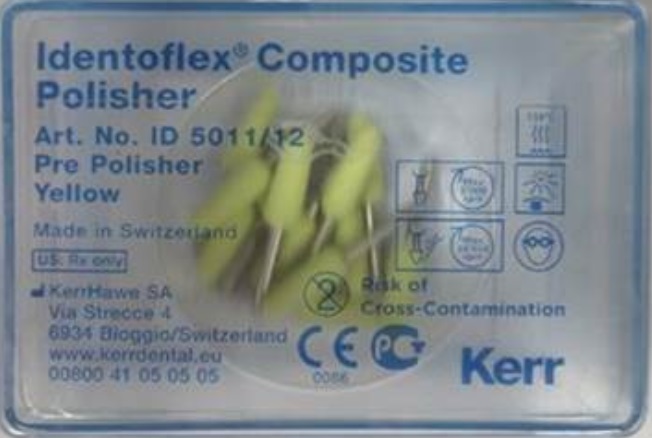 Identoflex® Composite
Polisher
Art. No. ID 5011/12
Pre Polisher
Yellow
Made in Switzerland
US: Rx only
KerrHawe SA
Via Strecce 4
6934 Bioggio/Switzerland
www.kerrdental.eu
00800 41 05 05 05
2
Risk of
Cross-Contamination
CE
Kerr